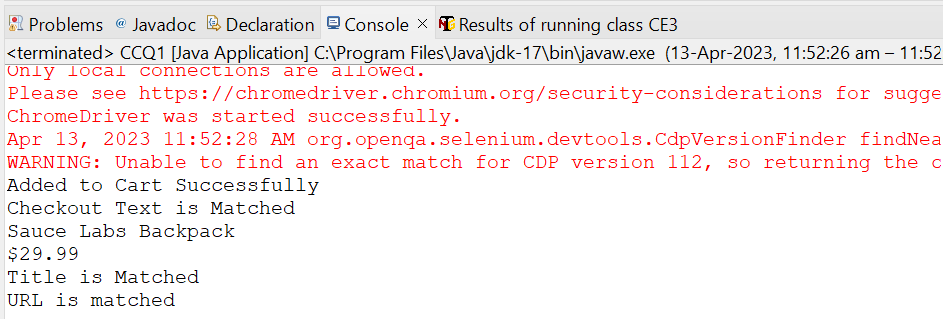 Problems @ Javadoc Declaration Console × Results of running class CE3
<terminated> CCQ1 [Java Application] C:\Program Files\Java\jdk-17\bin\javaw.exe (13-Apr-2023, 11:52:26 am – 11:52
Only local connections are allowed.
Please see https://chromedriver.chromium.org/security-considerations for sugge
ChromeDriver was started successfully.
Apr 13, 2023 11:52:28 AM org.openqa.selenium.devtools.CdpVersionFinder findNea
WARNING: Unable to find an exact match for CDP version 112, so returning the c
Added to Cart Successfully
Checkout Text is Matched
Sauce Labs Backpack
$29.99
Title is Matched
URL is matched